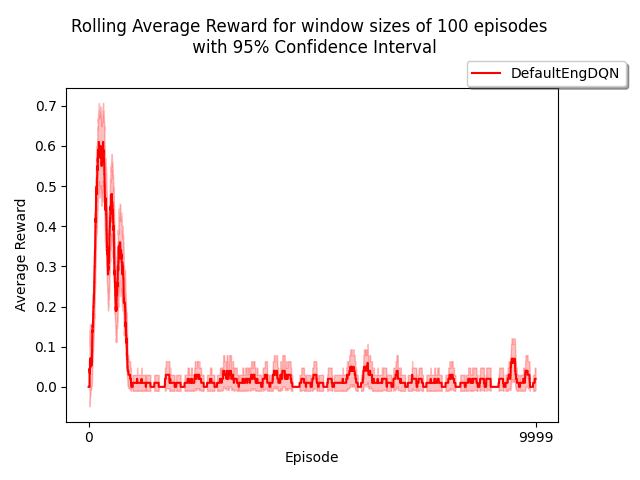 Rolling Average Reward for window sizes of 100 episodes
with 95% Confidence Interval
DefaultEngDQN
0.7
0.6
0.5
0.4
0.3
0.2
0.1
0.0
Average Reward
0
9999
Episode